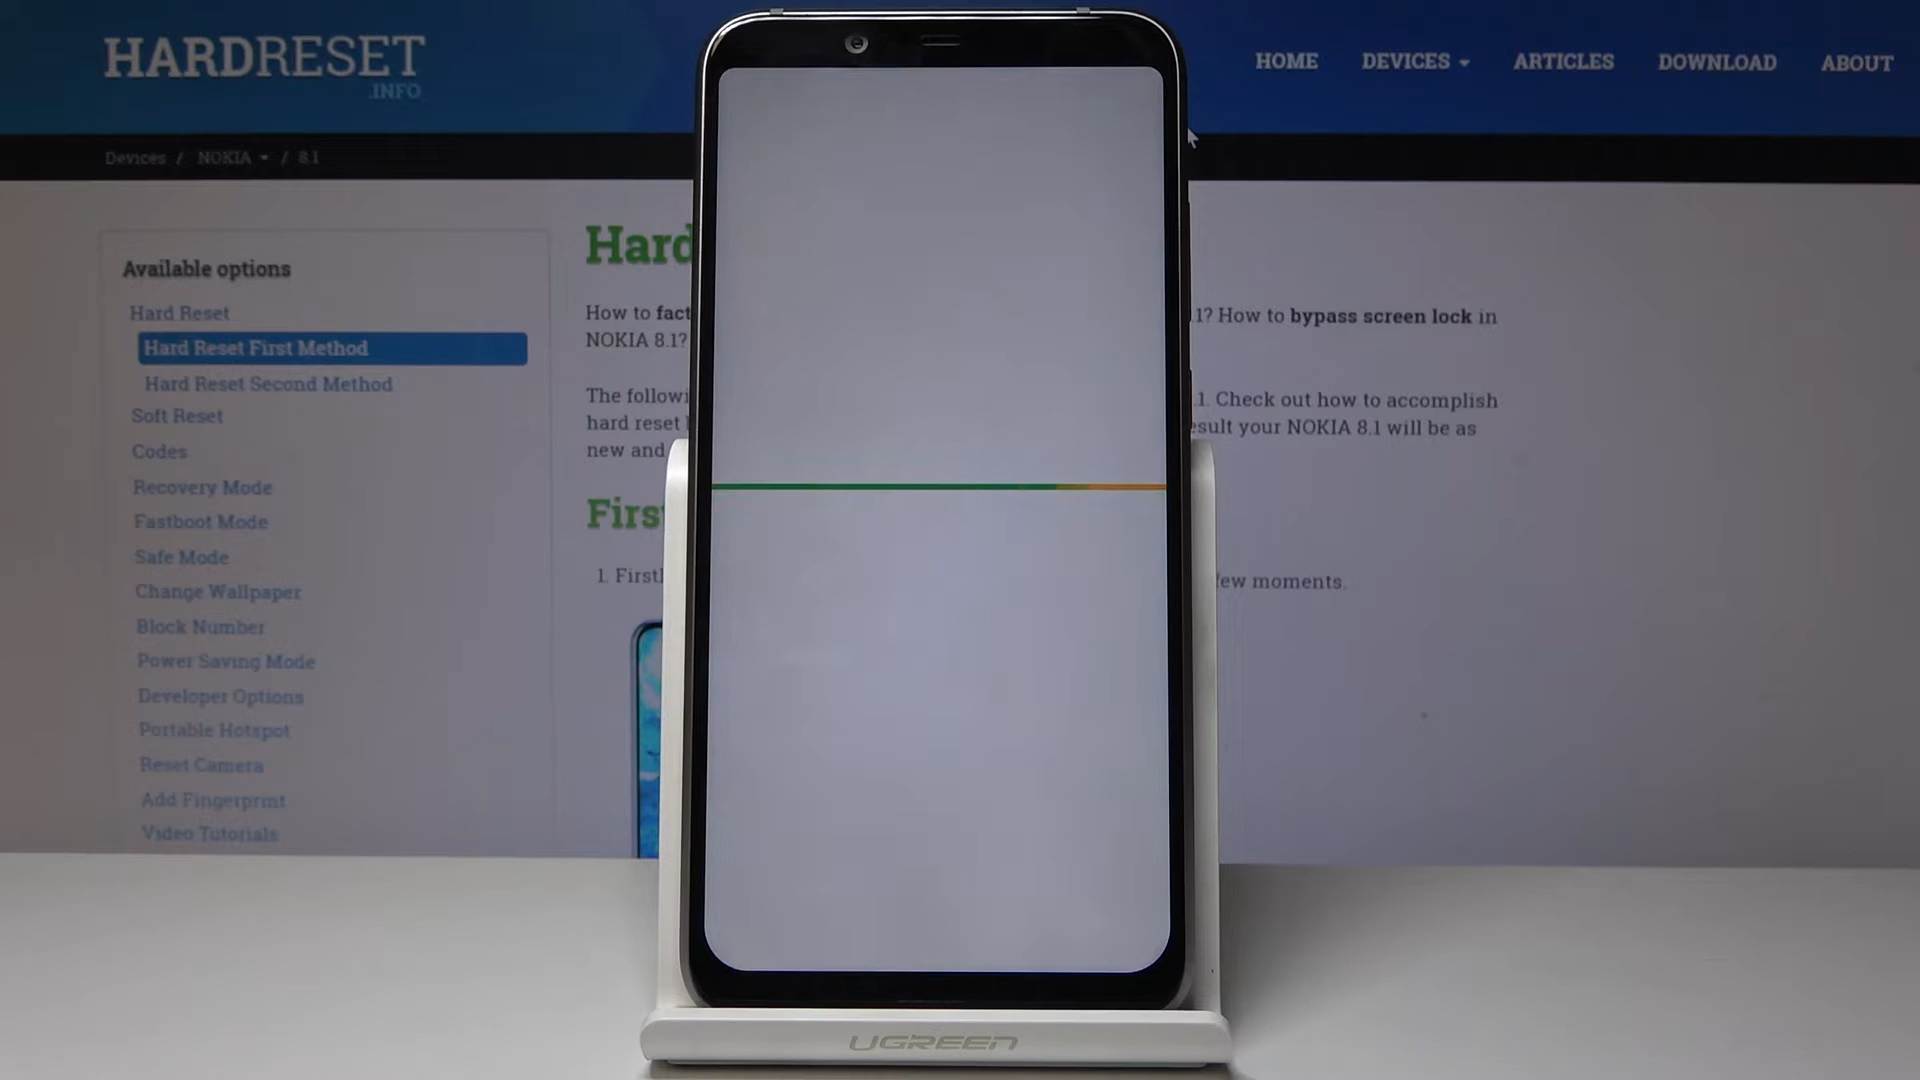 HARDRESET
.INFO
HOME DEVICES ARTICLES DOWNLOAD ABOUT
Devices / NOKIA / 8.1
Available options
Hard Reset
Hard Reset First Method
Hard Reset Second Method
Soft Reset
Codes
Recovery Mode
Fastboot Mode
Safe Mode
Change Wallpaper
Block Number
Power Saving Mode
Developer Options
Portable Hotspot
Reset Camera
Add Fingerprint
Video Tutorials
Hard
How to fact 1? How to bypass screen lock in
NOKIA 8.1?
The followi 1. Check out how to accomplish
hard reset esult your NOKIA 8.1 will be as
new and
Firs
1. Firstl few moments.
UGREEN